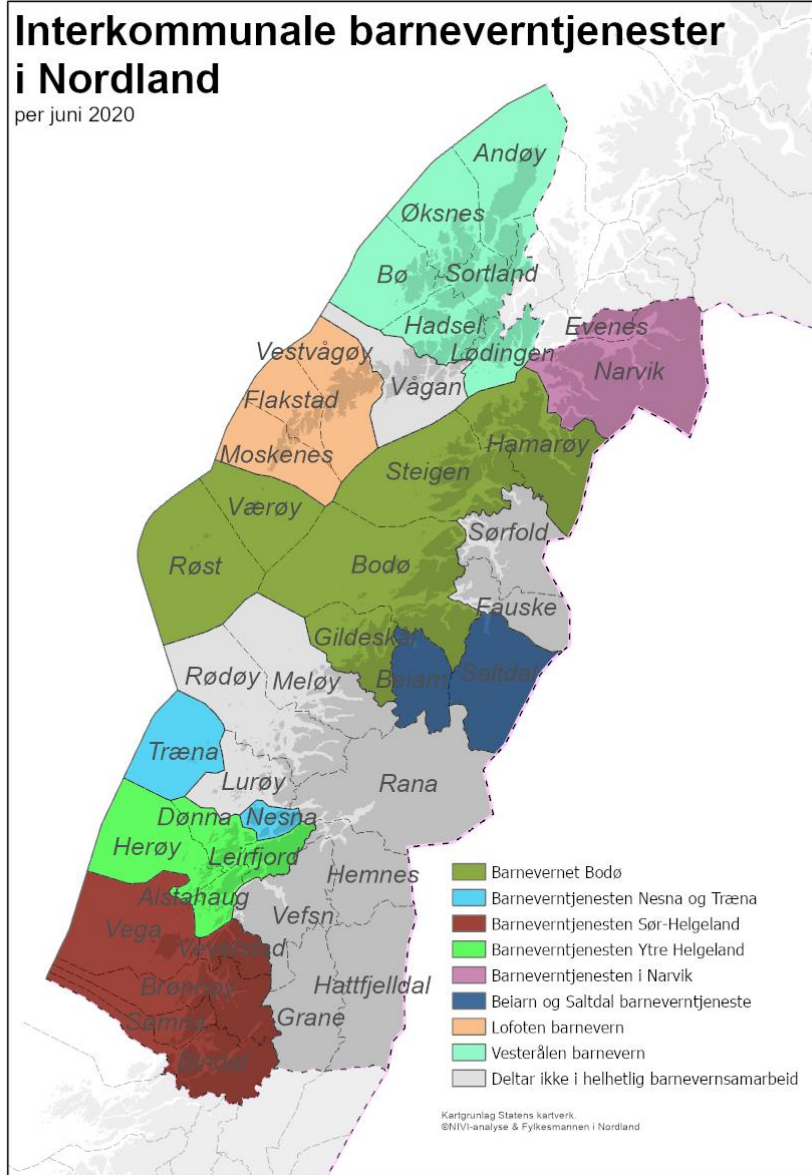 Interkommunale barneverntjenester
i Nordland
per juni 2020
Andøy
Øksnes
Bø
Sortland
Hadsel
Lødingen
Evenes
Narvik
Vestvågøy
Vågan
Flakstad
Moskenes
Hamarøy
Steigen
Værøy
Sørfold
Røst
Bodø
Fauske
Gildeskål
Beiarn
Saltdal
Rødøy
Meløy
Træna
Lurøy
Rana
Dønna
Nesna
Herøy
Leirfjord
Hemnes
Alstahaug
Vefsn
Vega
Vevelstad
Brønnøy
Hattfjelldal
Sømna
Grane
Bindal
Barnevernet Bodø
Barneverntjenesten Nesna og Træna
Barneverntjenesten Sør-Helgeland
Barneverntjenesten Ytre Helgeland
Barneverntjenesten i Narvik
Beiarn og Saltdal barneverntjeneste
Lofoten barnevern
Vesterålen barnevern
Deltar ikke i helhetlig barnevernsamarbeid
Kartgrunlag Statens kartverk.
©NIVI-analyse & Fylkesmannen i Nordland